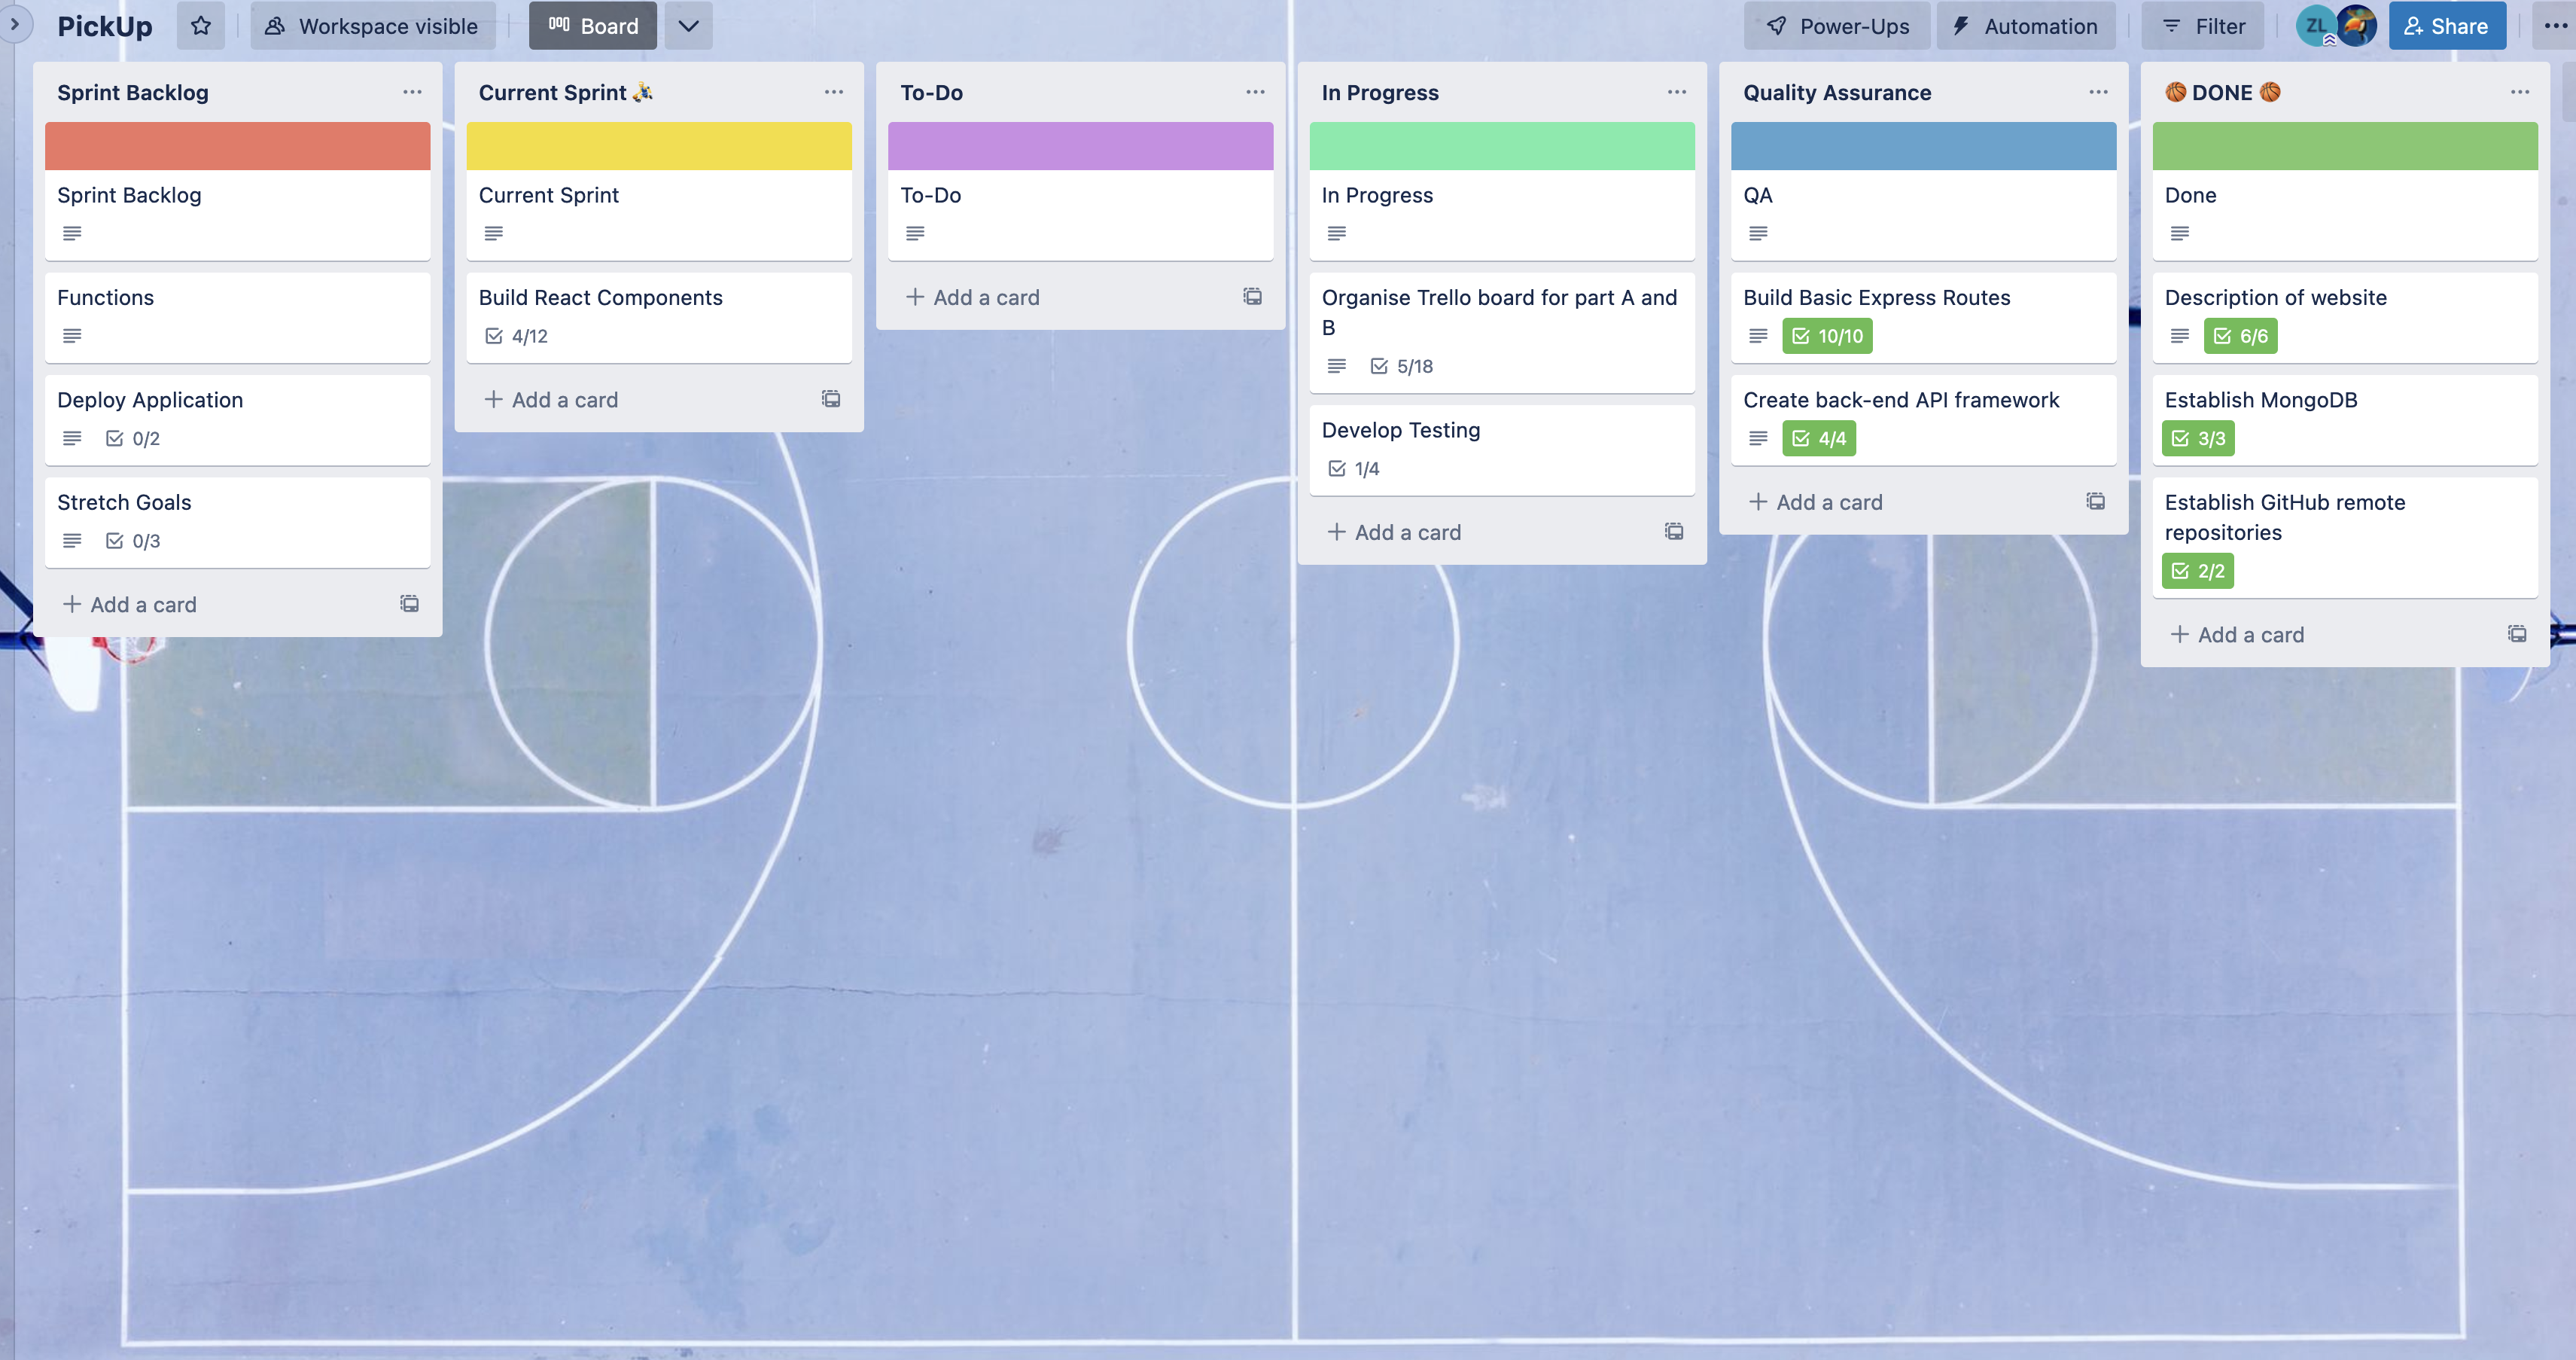 PickUp
Workspace visible
Board
Power-Ups
Automation
Filter
ZL
Share
Sprint Backlog
Sprint Backlog
Functions
Deploy Application
0/2
Stretch Goals
0/3
Add a card
Current Sprint
Current Sprint
Build React Components
4/12
Add a card
To-Do
To-Do
Add a card
In Progress
In Progress
Organise Trello board for part A and
B
5/18
Develop Testing
1/4
Add a card
Quality Assurance
QA
Build Basic Express Routes
10/10
Create back-end API framework
4/4
Add a card
🏀 DONE 🏀
Done
Description of website
6/6
Establish MongoDB
3/3
Establish GitHub remote
repositories
2/2
Add a card